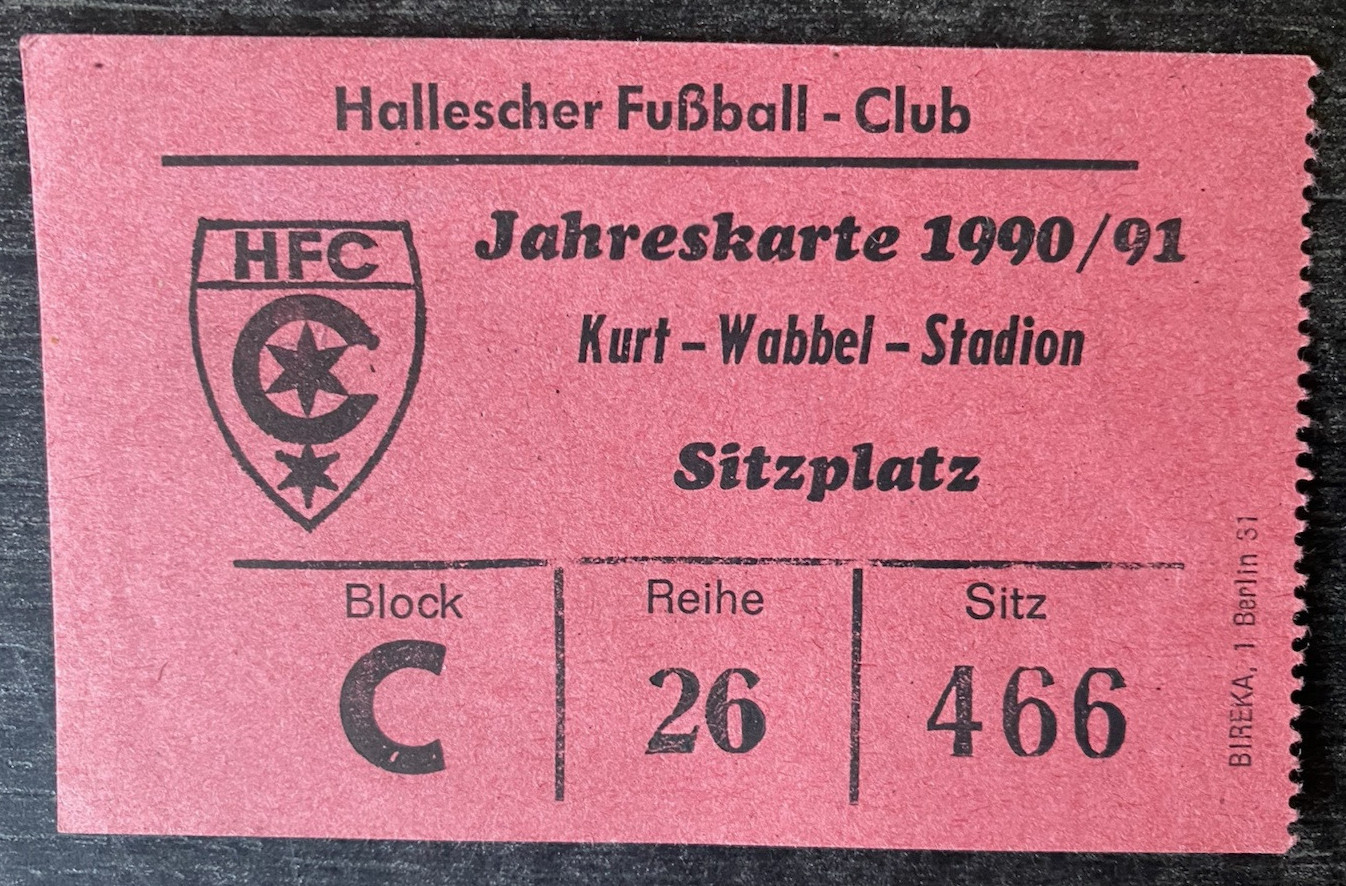 Hallescher Fußball - Club
HFC
Jahreskarte 1990/91
Kurt - Wabbel - Stadion
Sitzplatz
Block Reihe Sitz
C 26 466
BIREKA, 1 Berlin 31